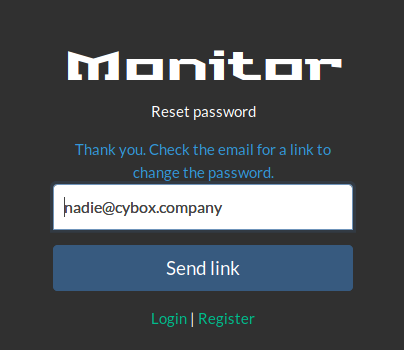 Monitor
Reset password
Thank you. Check the email for a link to
change the password.
nadie@cybox.company
Send link
Login | Register